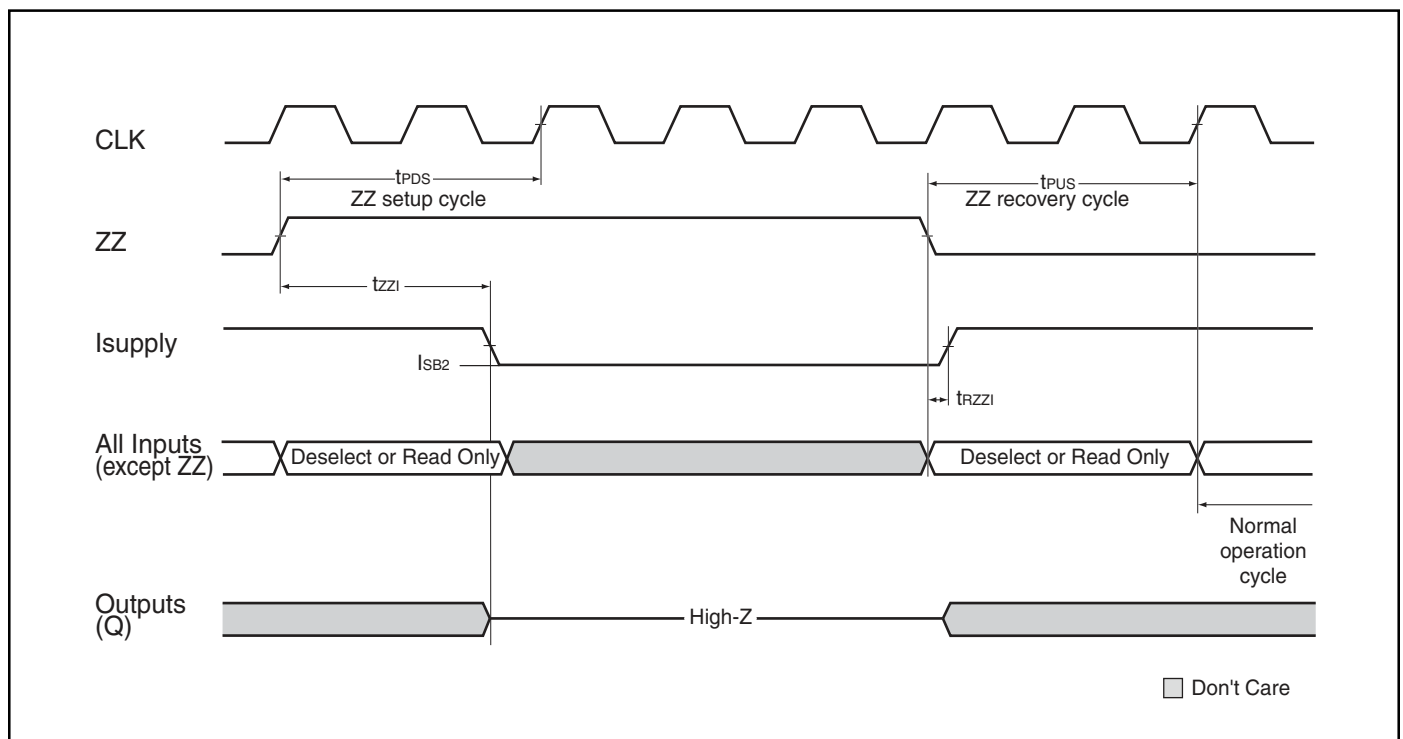 CLK
tPDS
ZZ setup cycle
tPUS
ZZ recovery cycle
ZZ
tZZI
Isupply
ISB2
tRZZI
All Inputs
(except ZZ)
Deselect or Read Only
Deselect or Read Only
Normal
operation
cycle
Outputs
(Q)
High-Z
Don't Care